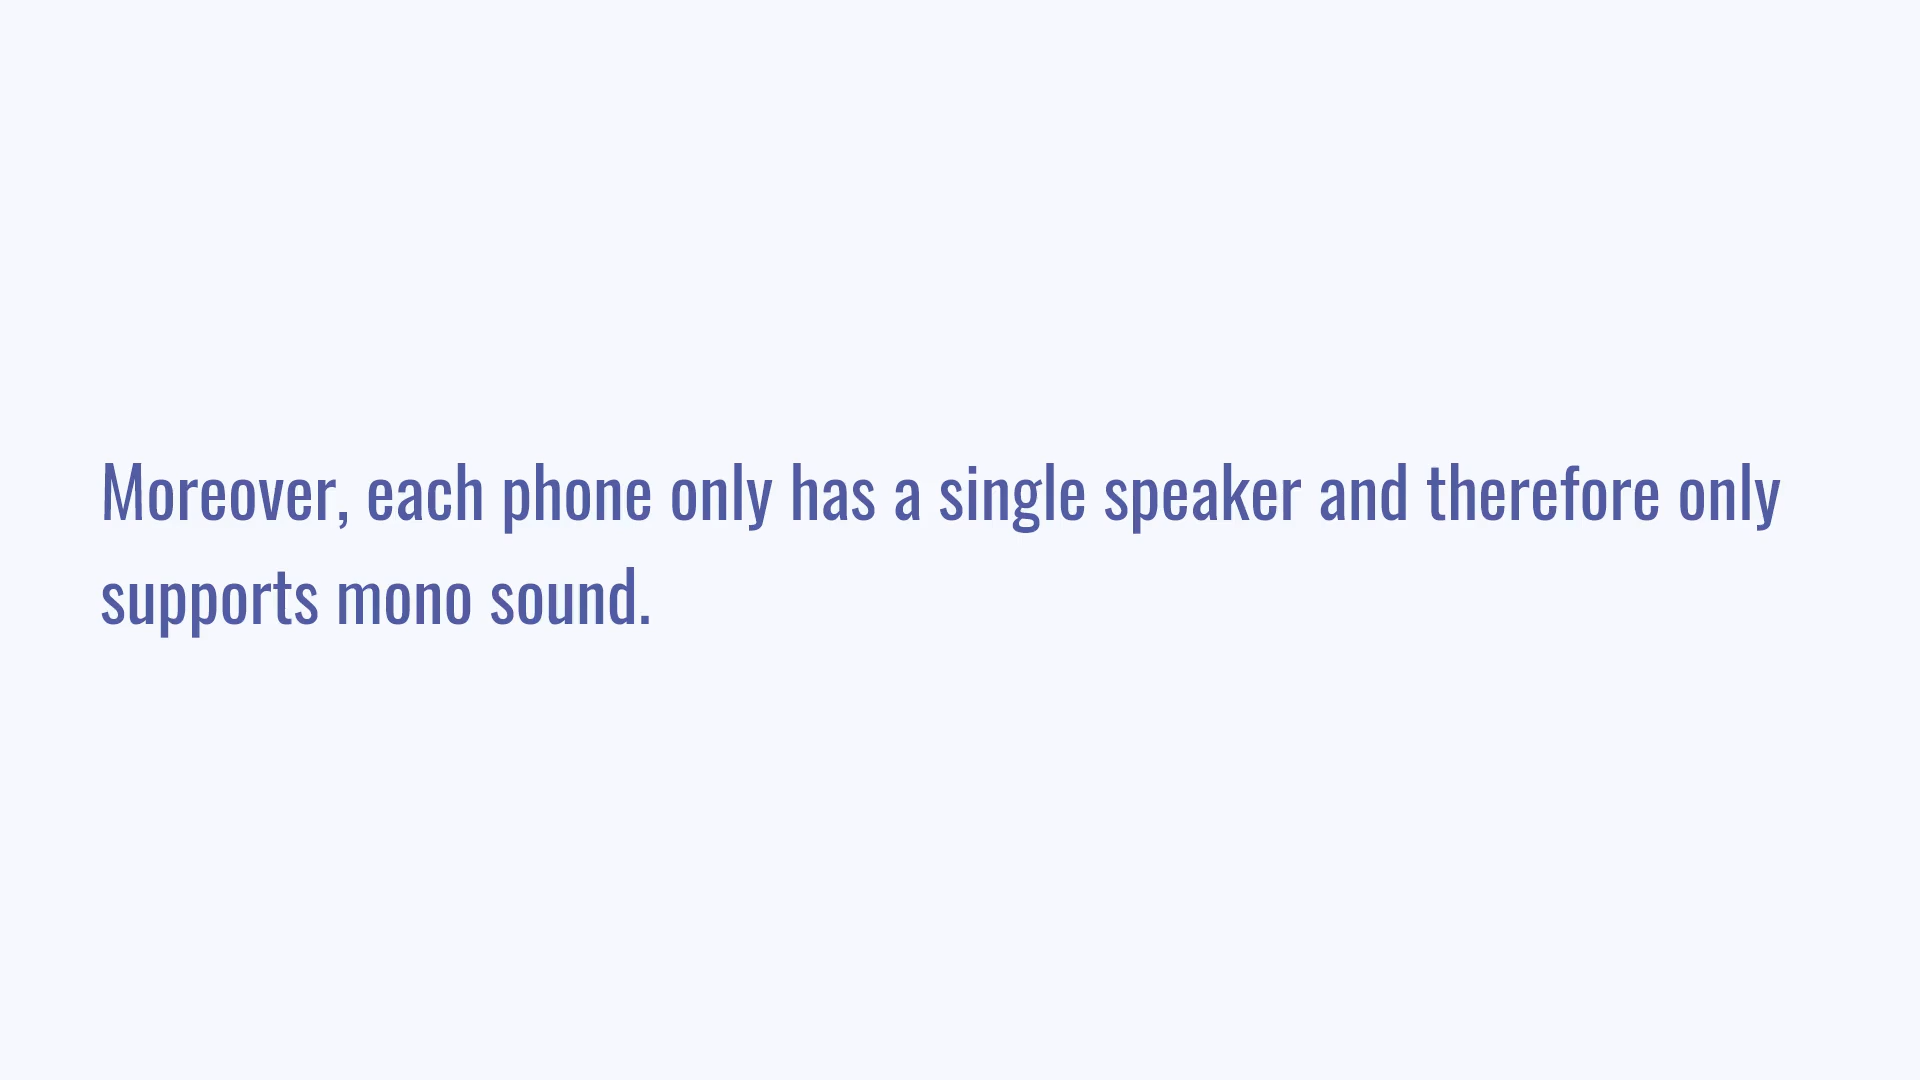 Moreover, each phone only has a single speaker and therefore only
supports mono sound.